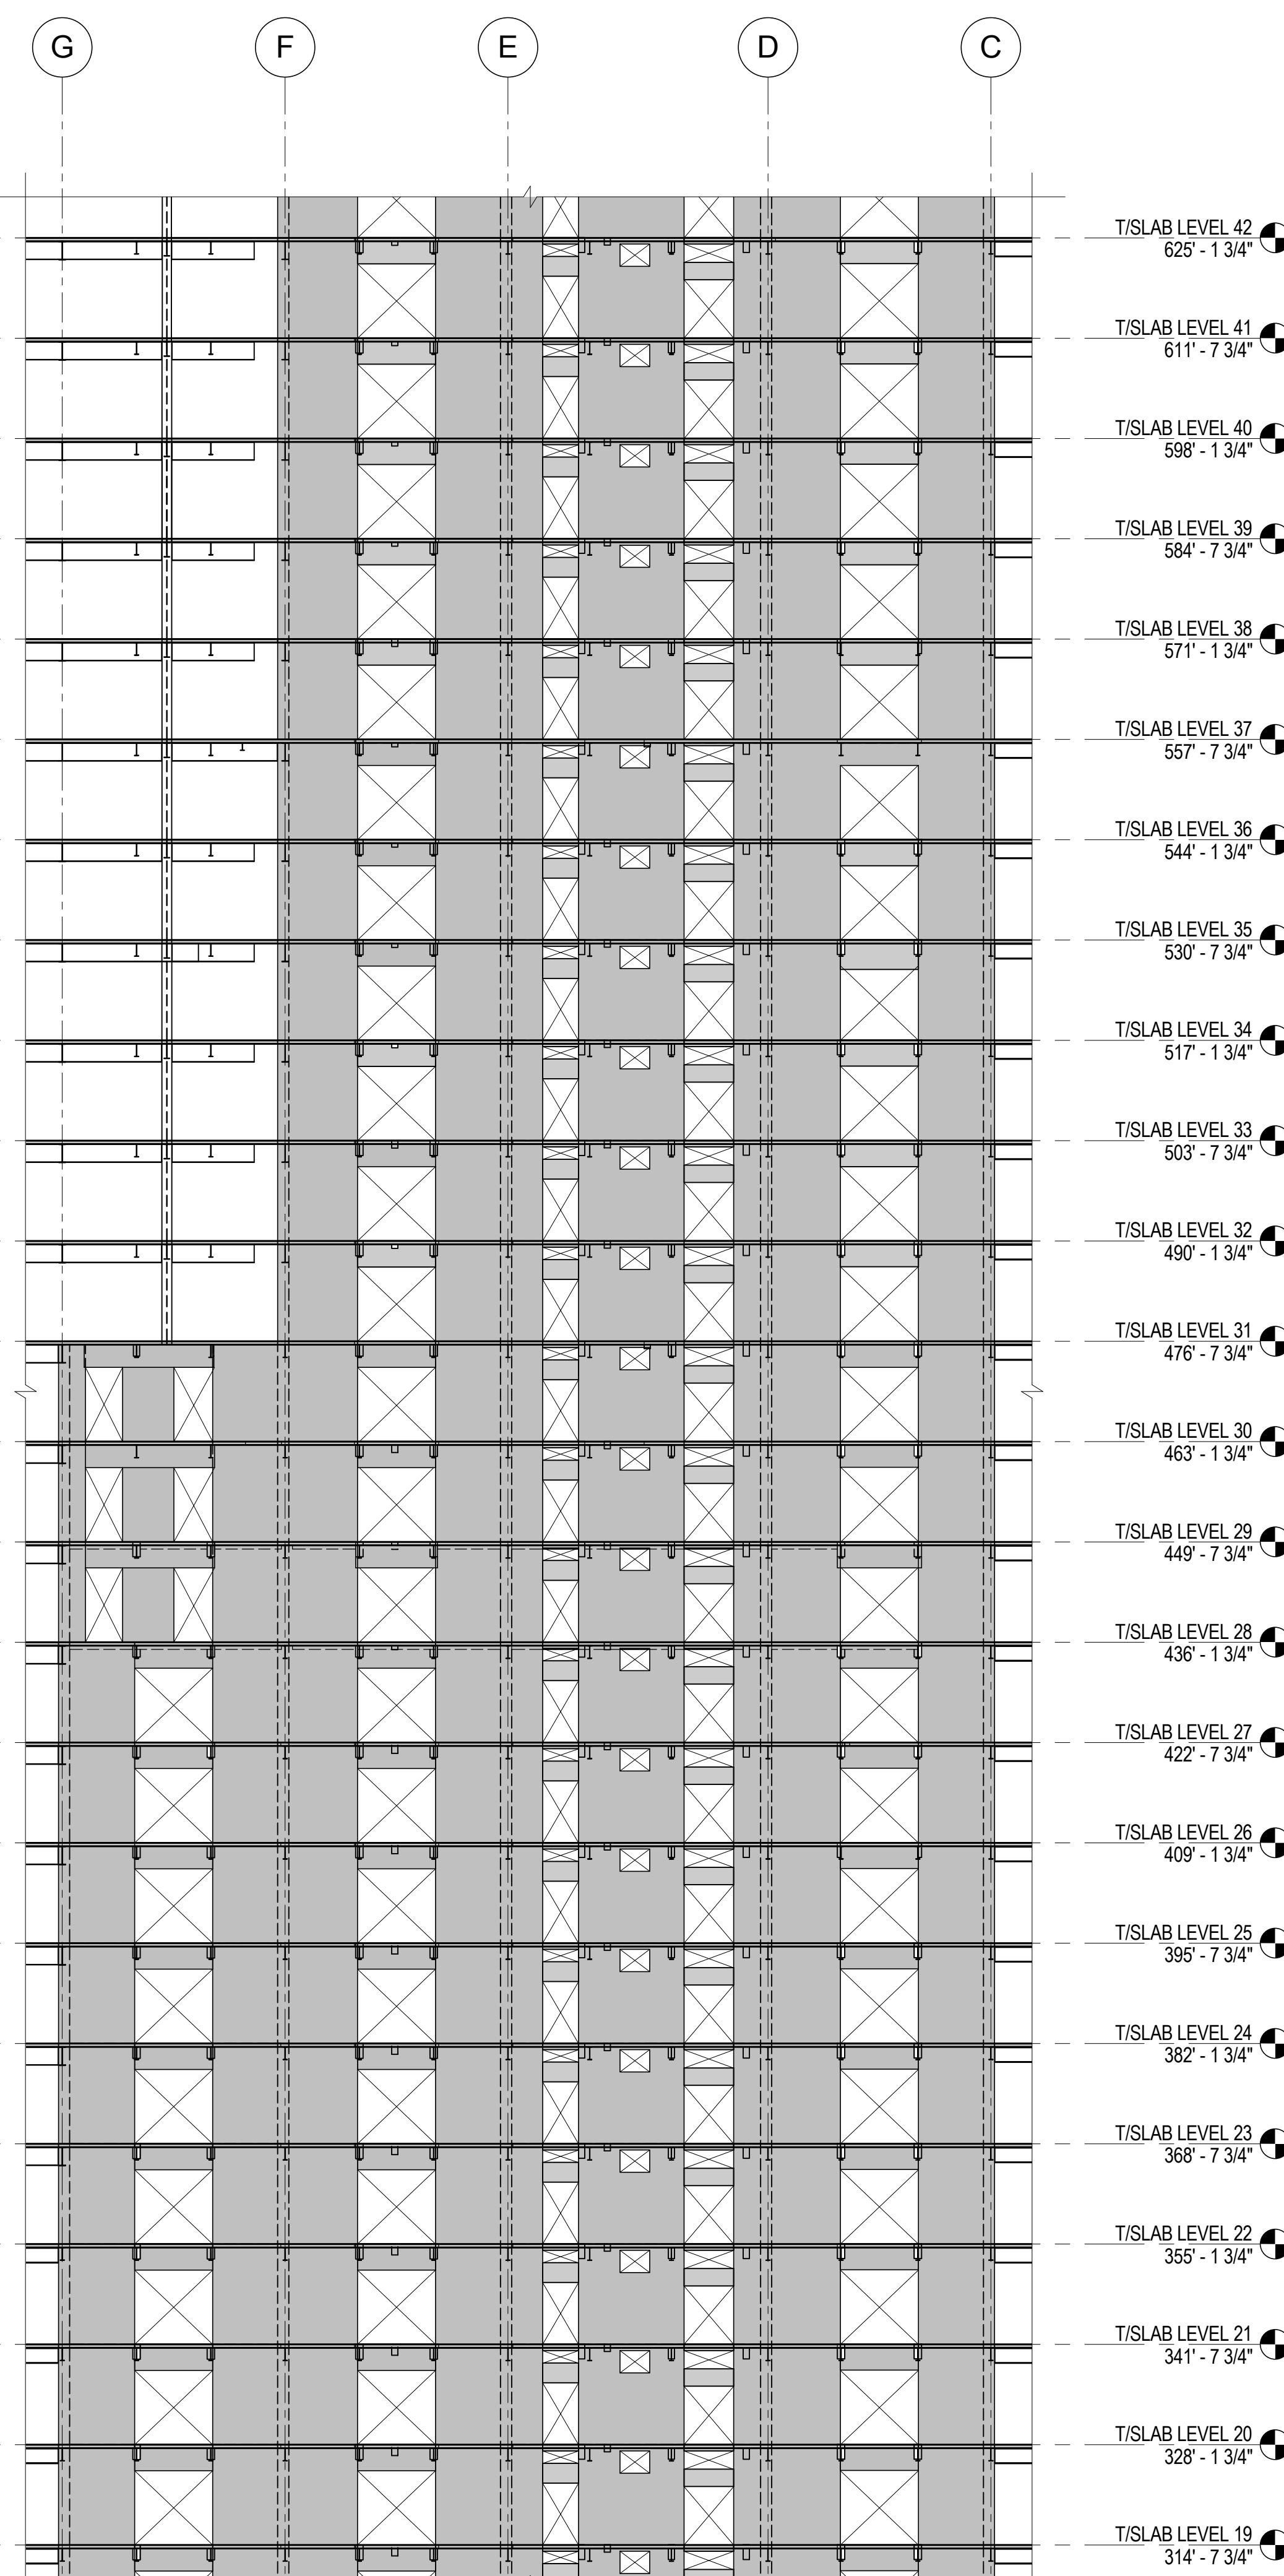 G F E D C
T/SLAB LEVEL 42
625' - 1 3/4"
T/SLAB LEVEL 41
611' - 7 3/4"
T/SLAB LEVEL 40
598' - 1 3/4"
T/SLAB LEVEL 39
584' - 7 3/4"
T/SLAB LEVEL 38
571' - 1 3/4"
T/SLAB LEVEL 37
557' - 7 3/4"
T/SLAB LEVEL 36
544' - 1 3/4"
T/SLAB LEVEL 35
530' - 7 3/4"
T/SLAB LEVEL 34
517' - 1 3/4"
T/SLAB LEVEL 33
503' - 7 3/4"
T/SLAB LEVEL 32
490' - 1 3/4"
T/SLAB LEVEL 31
476' - 7 3/4"
T/SLAB LEVEL 30
463' - 1 3/4"
T/SLAB LEVEL 29
449' - 7 3/4"
T/SLAB LEVEL 28
436' - 1 3/4"
T/SLAB LEVEL 27
422' - 7 3/4"
T/SLAB LEVEL 26
409' - 1 3/4"
T/SLAB LEVEL 25
395' - 7 3/4"
T/SLAB LEVEL 24
382' - 1 3/4"
T/SLAB LEVEL 23
368' - 7 3/4"
T/SLAB LEVEL 22
355' - 1 3/4"
T/SLAB LEVEL 21
341' - 7 3/4"
T/SLAB LEVEL 20
328' - 1 3/4"
T/SLAB LEVEL 19
314' - 7 3/4"